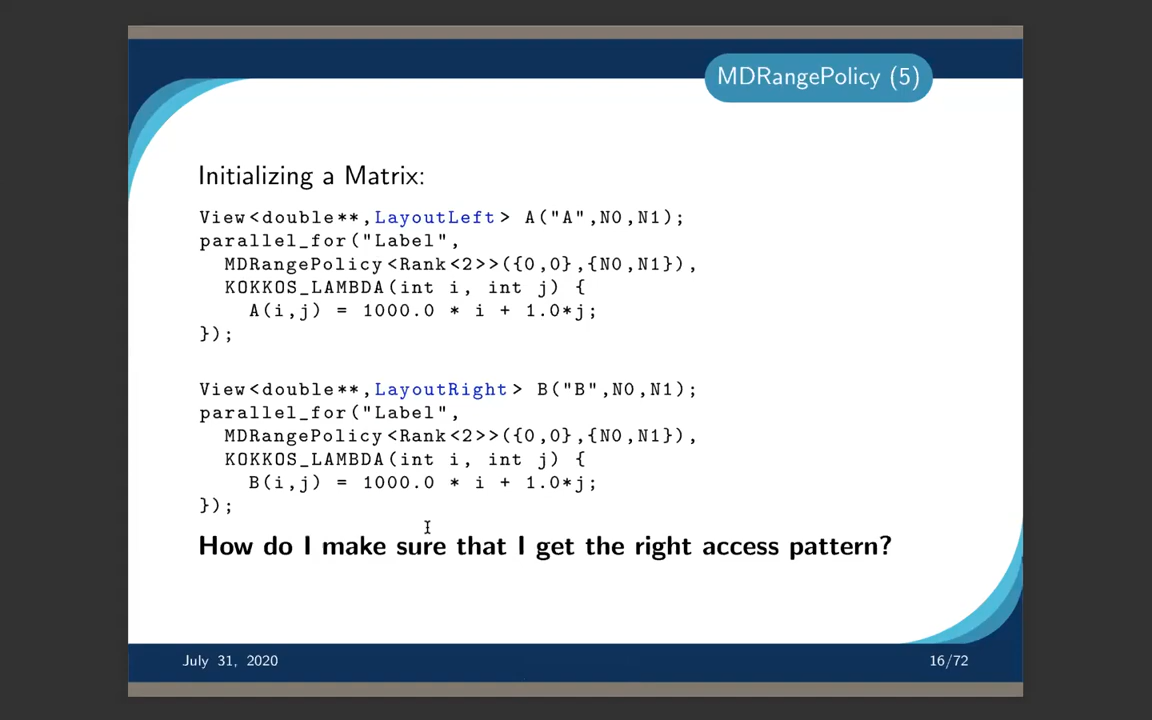 MDRangePolicy (5)
Initializing a Matrix:
View<double**,LayoutLeft> A("A",N0,N1);
parallel_for("Label",
MDRangePolicy<Rank<2>>({0,0},{N0,N1}),
KOKKOS_LAMBDA(int i, int j) {
A(i,j) = 1000.0 * i + 1.0*j;
});
View<double**,LayoutRight> B("B",N0,N1);
parallel_for("Label",
MDRangePolicy<Rank<2>>({0,0},{N0,N1}),
KOKKOS_LAMBDA(int i, int j) {
B(i,j) = 1000.0 * i + 1.0*j;
});
How do I make sure that I get the right access pattern?
July 31, 2020
16/72